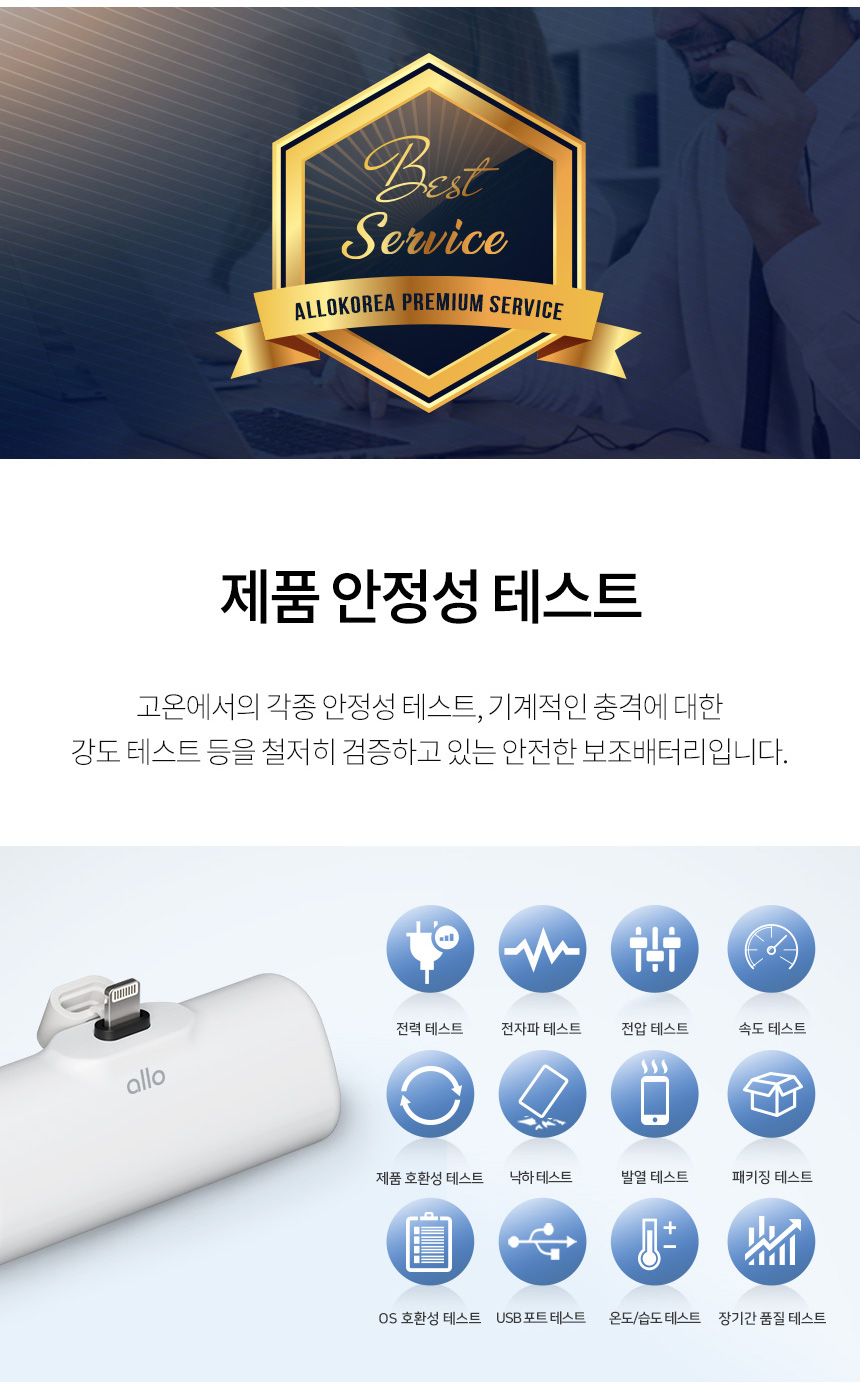 Best
Service
ALLOKOREA PREMIUM SERVICE
제품 안정성 테스트
고온에서의 각종 안정성 테스트, 기계적인 충격에 대한
강도 테스트 등을 철저히 검증하고 있는 안전한 보조배터리입니다.
allo
전력 테스트
전자파 테스트
전압 테스트
속도 테스트
제품 호환성 테스트
낙하 테스트
발열 테스트
패키징 테스트
OS 호환성 테스트
USB 포트 테스트
온도/습도 테스트
장기간 품질 테스트